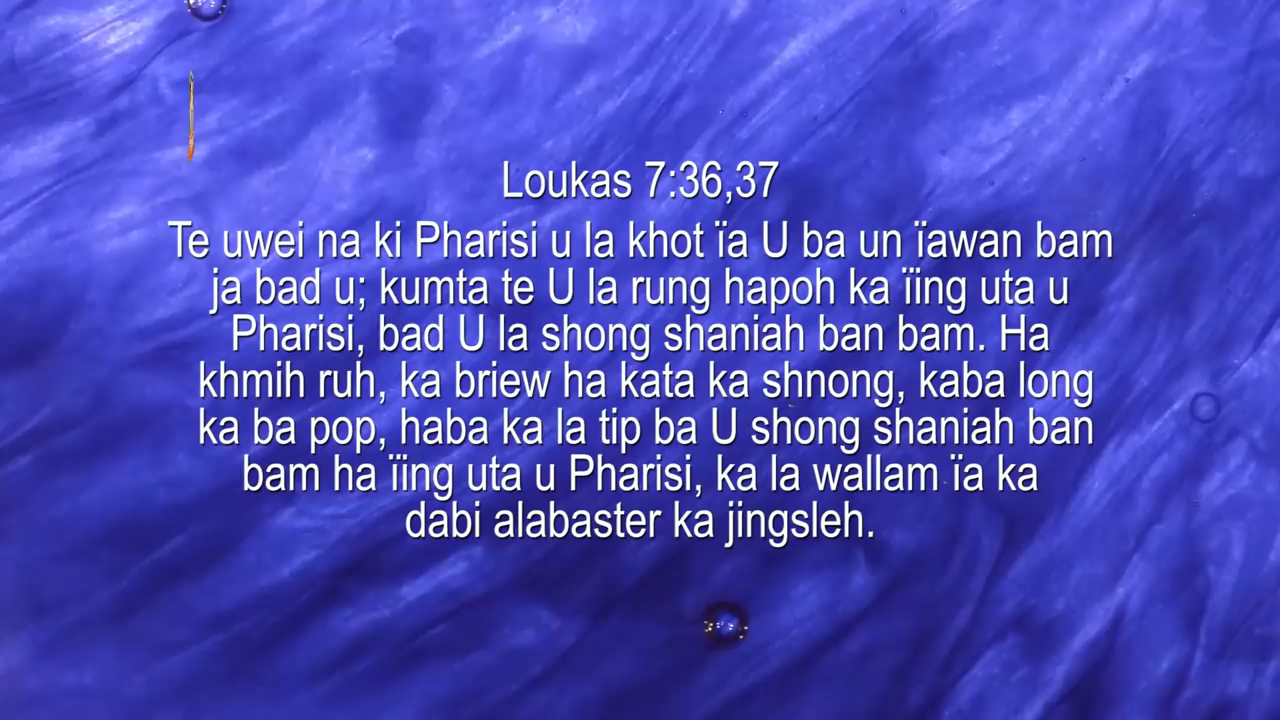 Loukas 7:36,37
Te uwei na ki Pharisi u la khot ïa U ba un ïawan bam
ja bad u; kumta te U la rung hapoh ka ïing uta u
Pharisi, bad U la shong shaniah ban bam. Ha
khmih ruh, ka briew ha kata ka shnong, kaba long
ka ba pop, haba ka la tip ba U shong shaniah ban
bam ha ïing uta u Pharisi, ka la wallam ïa ka
dabi alabaster ka jingsleh.